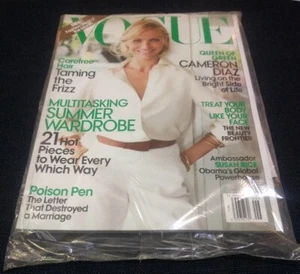 VOGUE
Carefree
Hair
Taming
the
Frizz
MULTITASKING
SUMMER
WARDROBE
21 Hot
Pieces
to Wear Every
Which Way
Poison Pen
The Letter
That Destroyed
a Marriage
QUEEN OF
GREEN
CAMERON
DIAZ
Living on the
Bright Side
of Life
TREAT YOUR
BODY
LIKE YOUR
FACE
THE NEW
BEAUTY
FRONTIER
Ambassador
SUSAN RICE
Obama's Global
Powerhouse